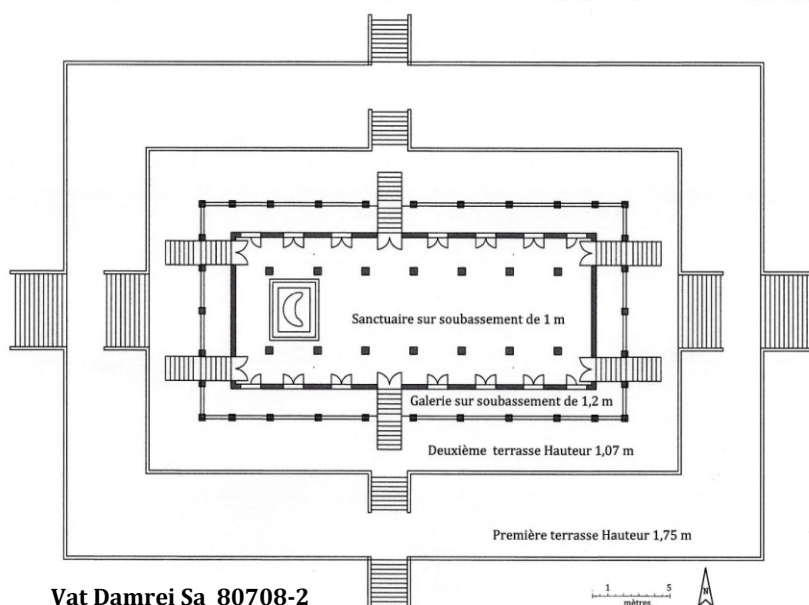 Sanctuaire sur soubassement de 1 m
Galerie sur soubassement de 1,2 m
Deuxième terrasse Hauteur 1,07 m
Première terrasse Hauteur 1,75 m
Vat Damrei Sa 80708-2
1 5
mètres
N